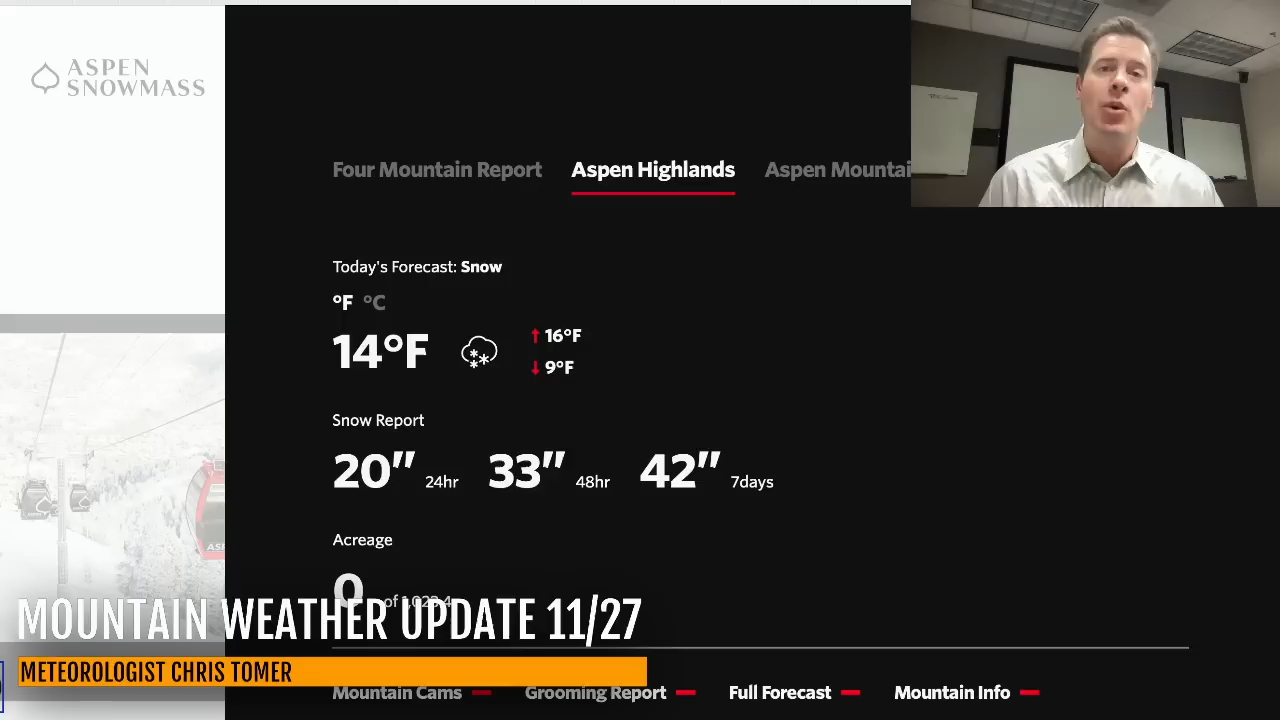 ASPEN
SNOWMASS
Four Mountain Report
Aspen Highlands
Aspen Mountai
Today's Forecast: Snow
°F °C
14°F
↑ 16°F
↓ 9°F
Snow Report
20" 24hr 33" 48hr 42" 7days
Acreage
0 of
MOUNTAIN WEATHER UPDATE 11/27
METEOROLOGIST CHRIS TOMER
Mountain Cams
Grooming Report
Full Forecast
Mountain Info